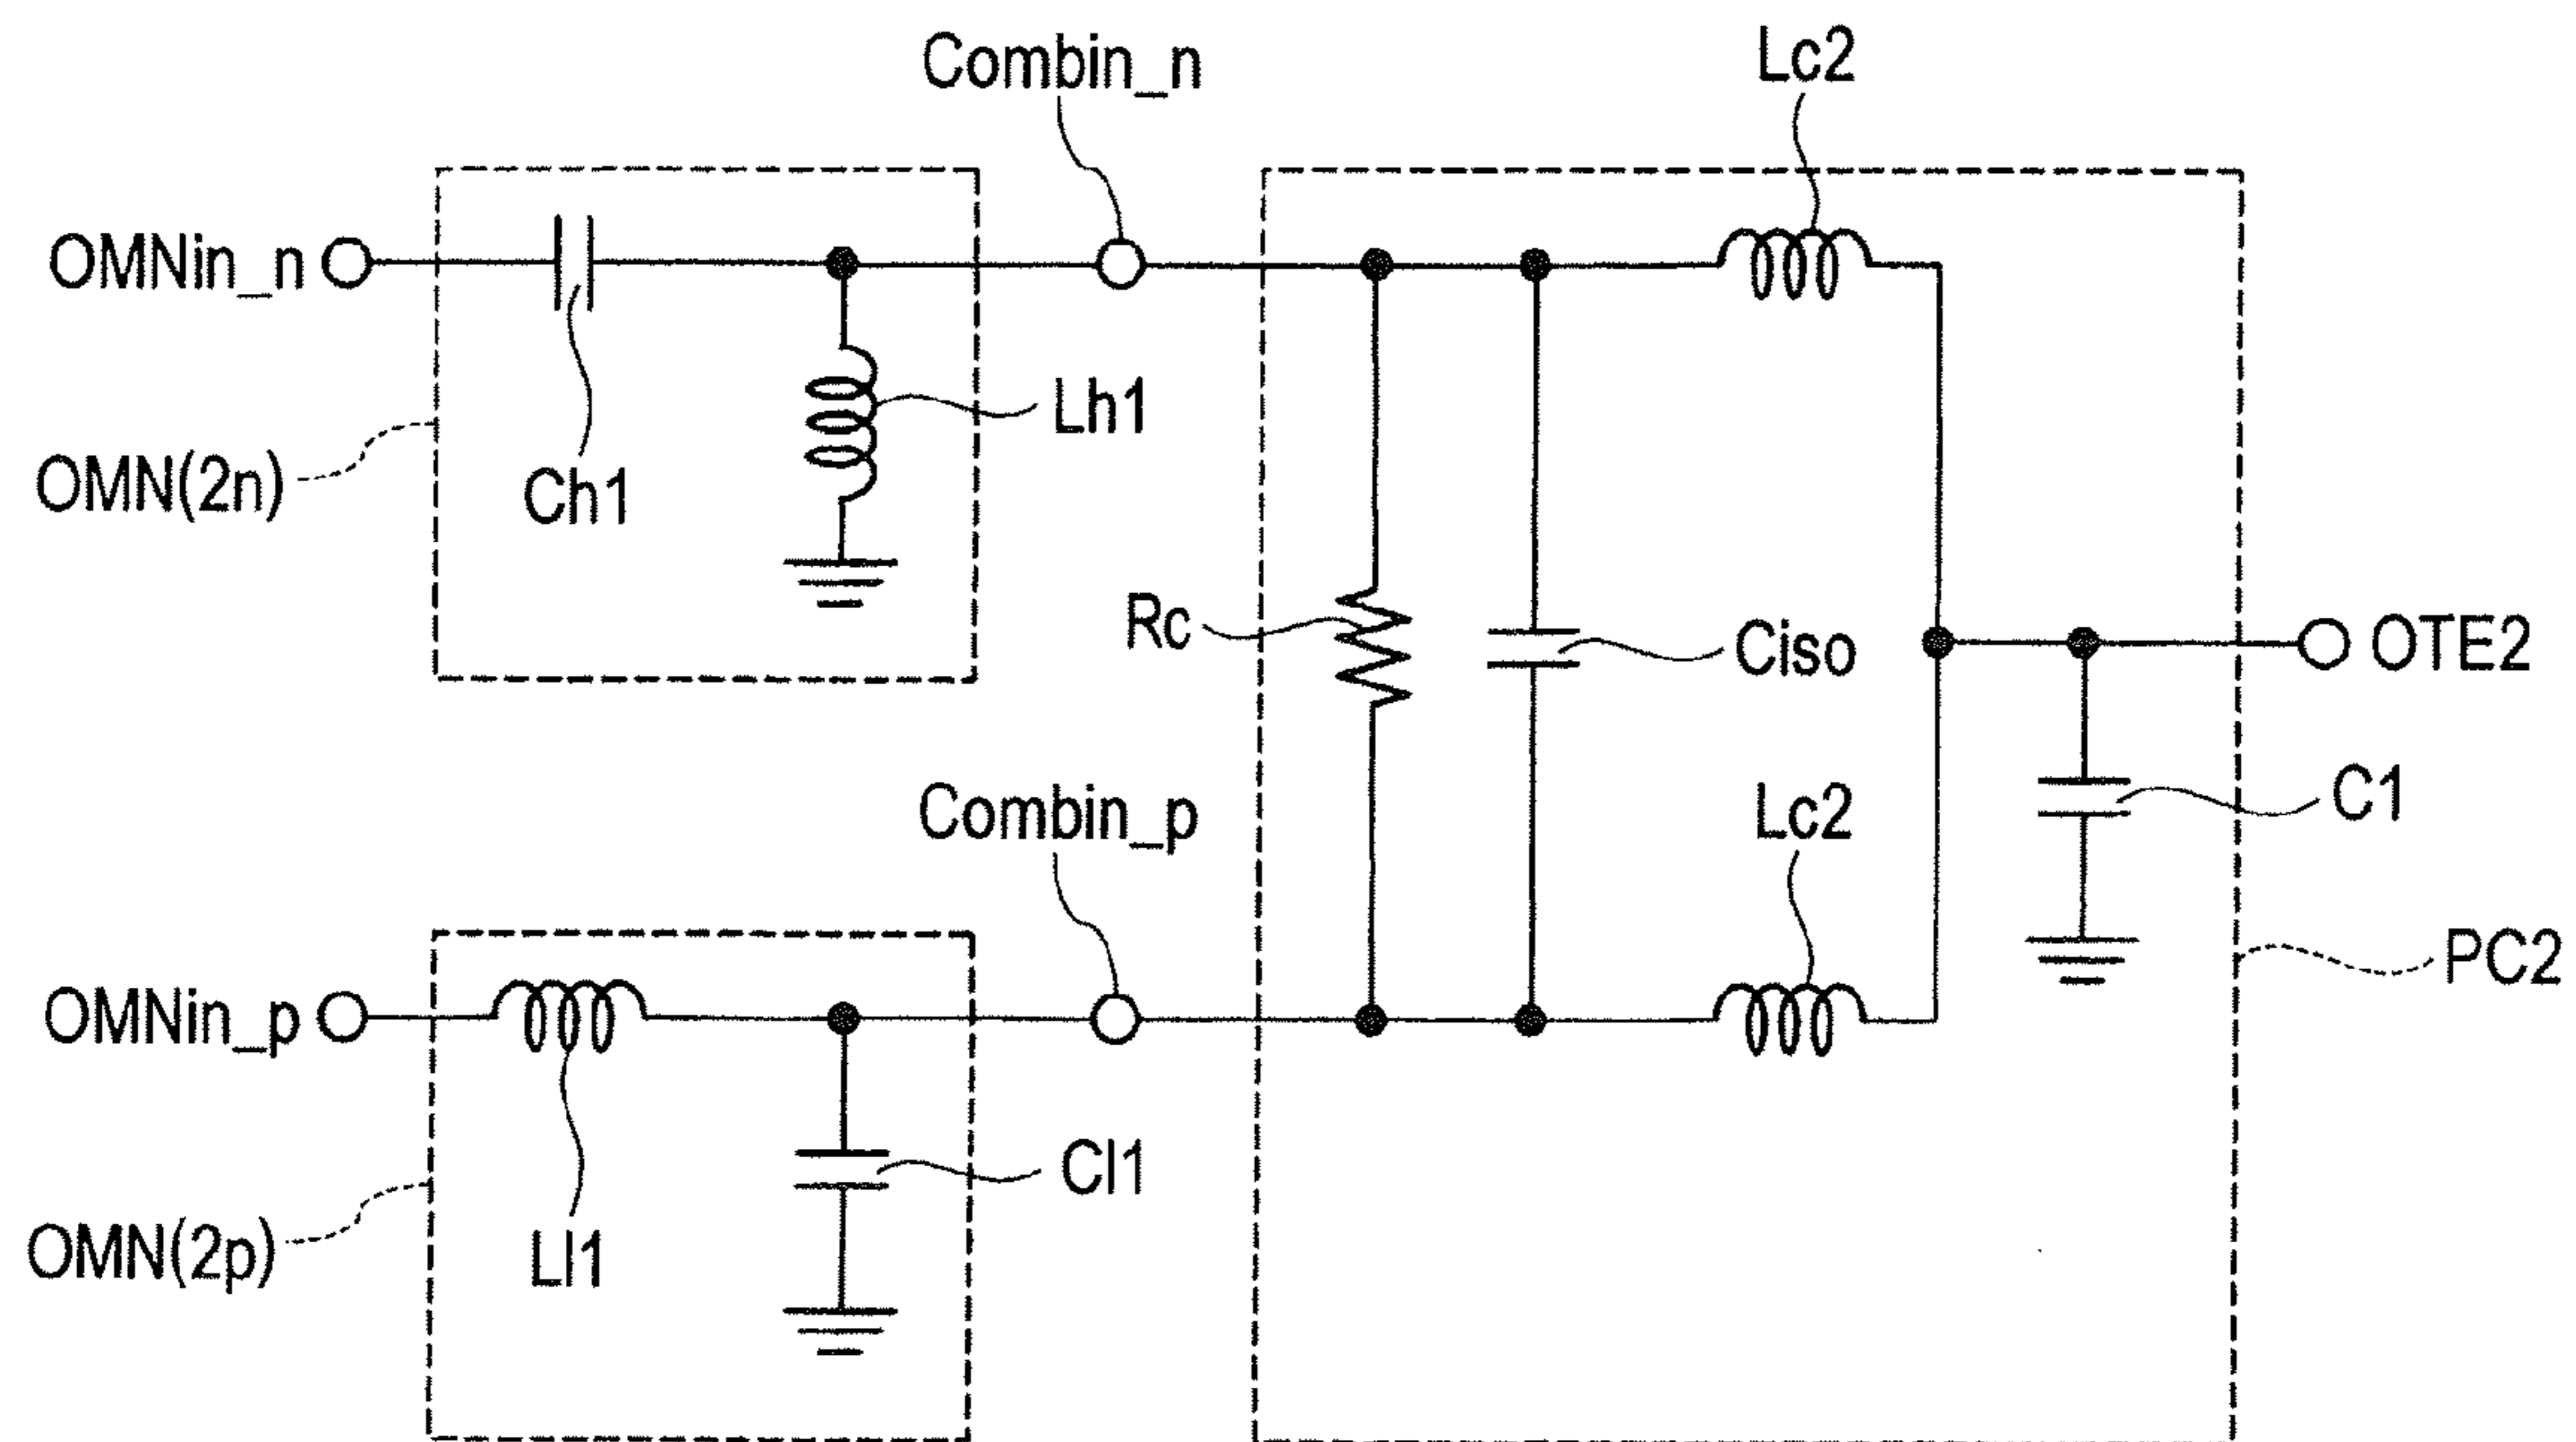 Combin_n
Lc2
OMNin_n
Lh1
OMN(2n)
Ch1
Rc
Ciso
OTE2
Combin_p
Lc2
C1
PC2
OMNin_p
Cl1
OMN(2p)
Ll1